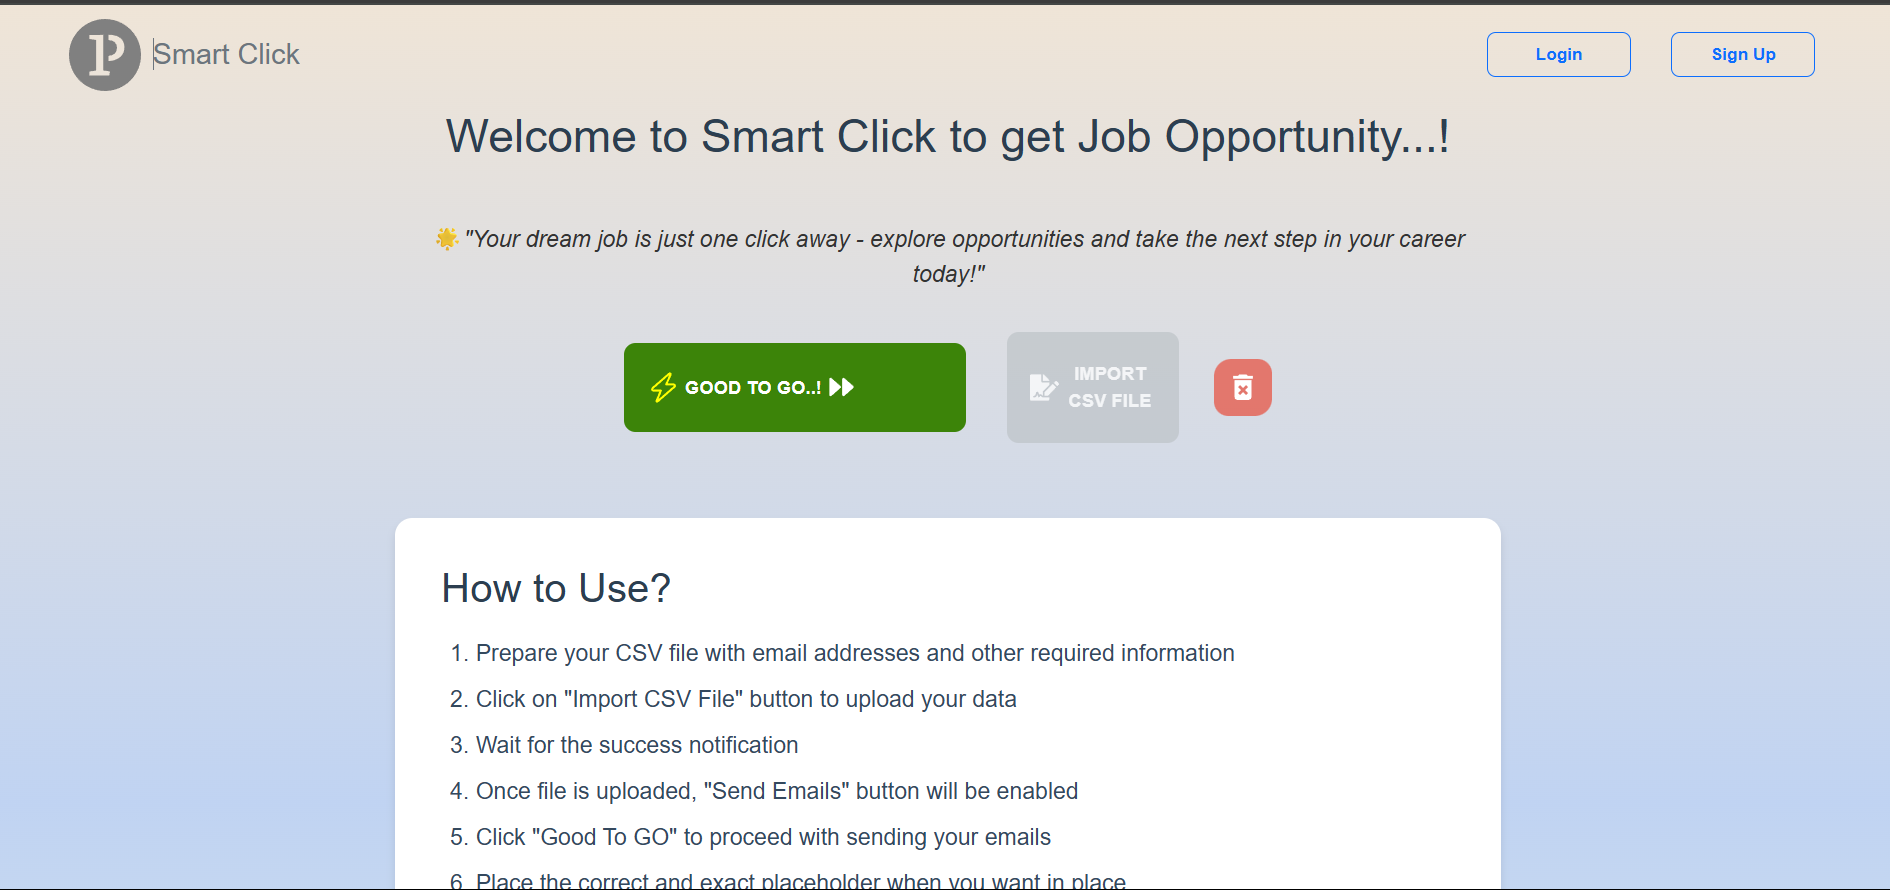 Smart Click
Login
Sign Up
Welcome to Smart Click to get Job Opportunity...!
🌟 "Your dream job is just one click away - explore opportunities and take the next step in your career
today!"
GOOD TO GO..!
IMPORT
CSV FILE
How to Use?
1. Prepare your CSV file with email addresses and other required information
2. Click on "Import CSV File" button to upload your data
3. Wait for the success notification
4. Once file is uploaded, "Send Emails" button will be enabled
5. Click "Good To GO" to proceed with sending your emails
6. Place the correct and exact placeholder when you want in place